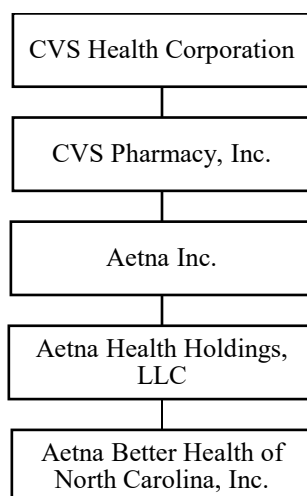 CVS Health Corporation
CVS Pharmacy, Inc.
Aetna Inc.
Aetna Health Holdings,
LLC
Aetna Better Health of
North Carolina, Inc.